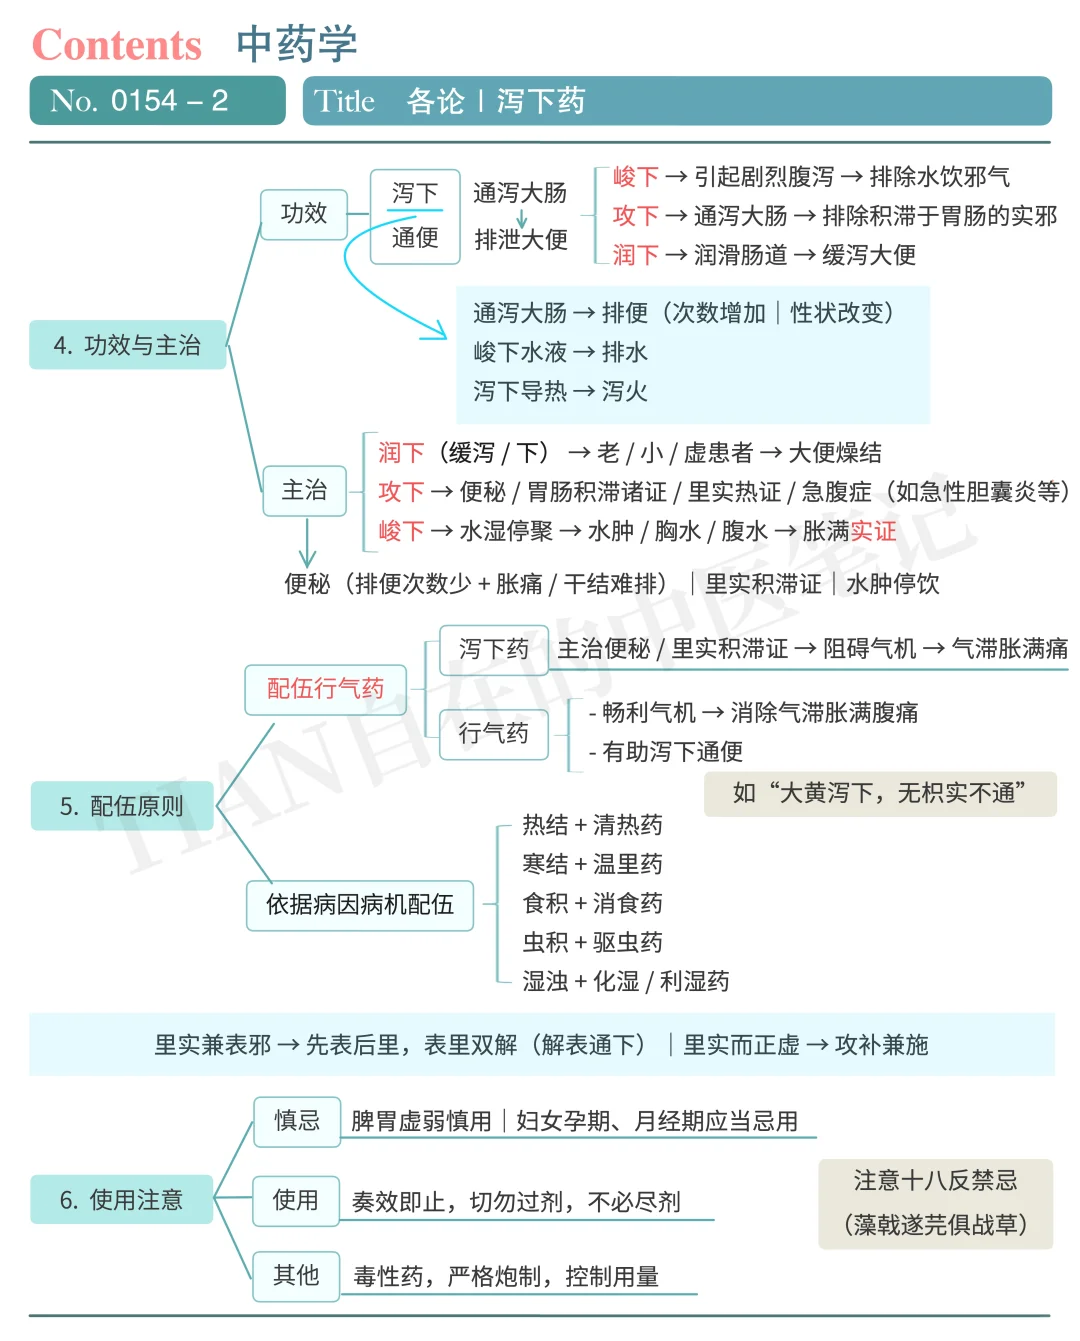 Contents 中药学
No. 0154 – 2
Title 各论 | 泻下药
4. 功效与主治
功效
泻下
通便
通泻大肠
↓
排泄大便
峻下 → 引起剧烈腹泻 → 排除水饮邪气
攻下 → 通泻大肠 → 排除积滞于胃肠的实邪
润下 → 润滑肠道 → 缓泻大便
通泻大肠 → 排便（次数增加｜性状改变）
峻下水液 → 排水
泻下导热 → 泻火
主治
润下（缓泻 / 下） → 老 / 小 / 虚患者 → 大便燥结
攻下 → 便秘 / 胃肠积滞诸证 / 里实热证 / 急腹症（如急性胆囊炎等）
峻下 → 水湿停聚 → 水肿 / 胸水 / 腹水 → 胀满实证
便秘（排便次数少 + 胀痛 / 干结难排）｜里实积滞证｜水肿停饮
5. 配伍原则
配伍行气药
泻下药
主治便秘 / 里实积滞证 → 阻碍气机 → 气滞胀满痛
行气药
- 畅利气机 → 消除气滞胀满腹痛
- 有助泻下通便
如“大黄泻下，无枳实不通”
依据病因病机配伍
热结 + 清热药
寒结 + 温里药
食积 + 消食药
虫积 + 驱虫药
湿浊 + 化湿 / 利湿药
里实兼表邪 → 先表后里，表里双解（解表通下）｜里实而正虚 → 攻补兼施
6. 使用注意
慎忌
脾胃虚弱慎用｜妇女孕期、月经期应当忌用
使用
奏效即止，切勿过剂，不必尽剂
其他
毒性药，严格炮制，控制用量
注意十八反禁忌
（藻戟遂芫俱战草）
TIAN自在的中医笔记